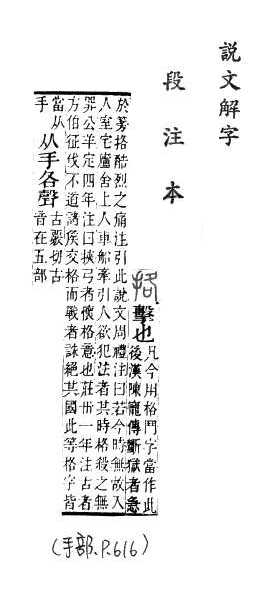 說文解字
段注本
挌 擊也
凡今用格鬥字當作此
後漢陳寵傳斷獄者急
於篣挌酷烈之痛注引此說文周禮注曰若今時無故入
人室宅廬舍上人車船牽引人欲犯法者其時格殺之無
罪公羊定四年注曰挾弓者懷格意也莊卅一年注古者
方伯征伐不道諸侯交格而戰者誅絕其國此等格字皆
當从
手
从手各聲
古覈切古
音在五部
(手部.P.616)